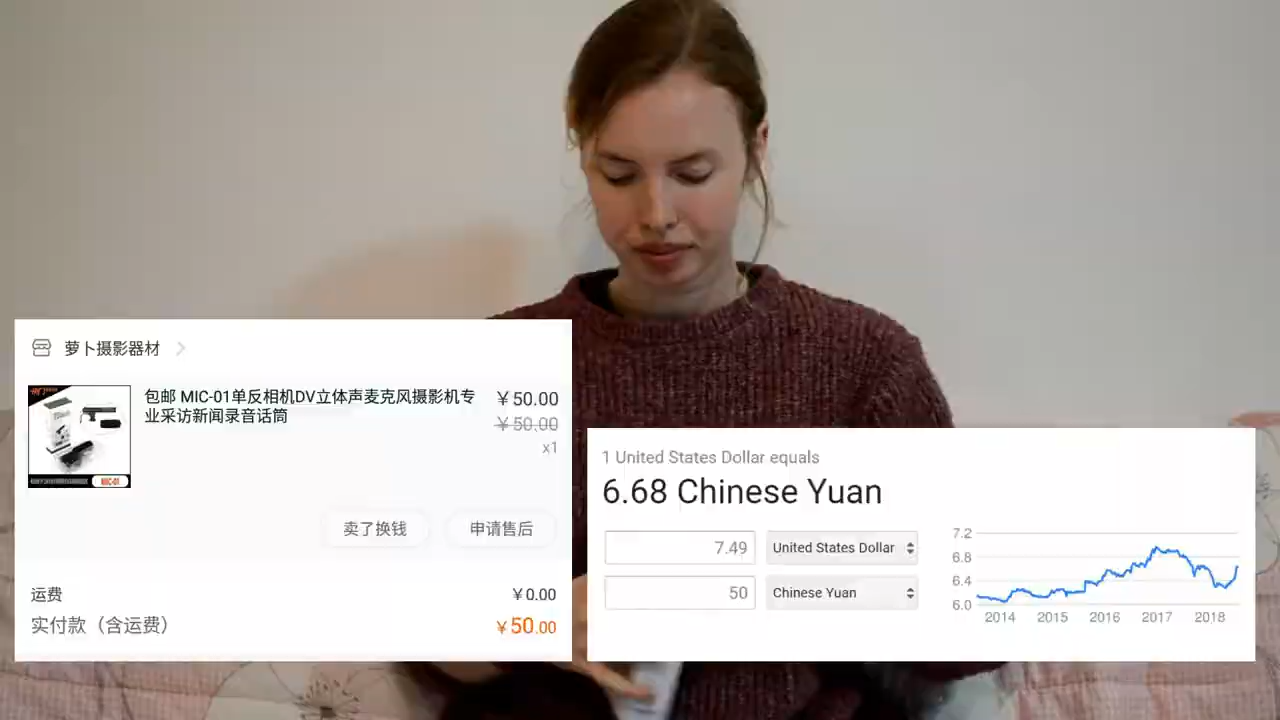 萝卜摄影器材
包邮 MIC-01单反相机DV立体声麦克风摄影机专
业采访新闻录音话筒
￥50.00
￥50.00
x1
MIC-01
卖了换钱
申请售后
运费
￥0.00
实付款（含运费）
￥50.00
1 United States Dollar equals
6.68 Chinese Yuan
7.49
United States Dollar
50
Chinese Yuan
7.2
6.8
6.4
6.0
2014 2015 2016 2017 2018